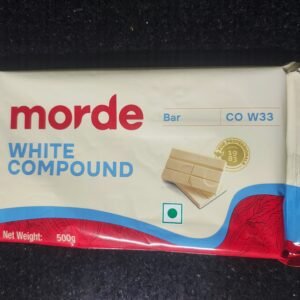 morde
Bar
CO W33
WHITE
COMPOUND
Net Weight: 500g